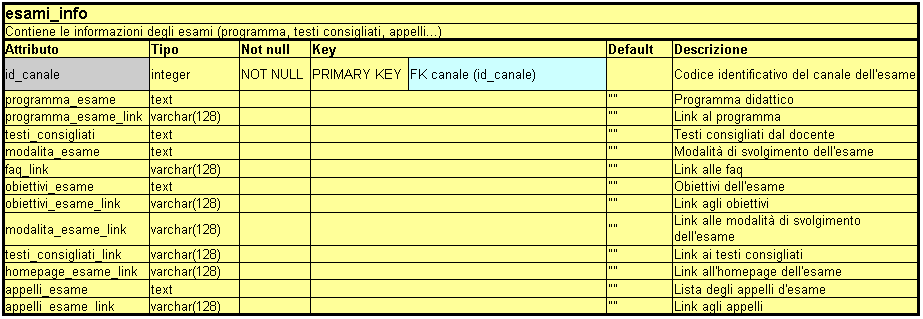 esami_info
Contiene le informazioni degli esami (programma, testi consigliati, appelli...)
Attributo Tipo Not null Key Default Descrizione
id_canale integer NOT NULL PRIMARY KEY FK canale (id_canale) Codice identificativo del canale dell'esame
programma_esame text "" Programma didattico
programma_esame_link varchar(128) "" Link al programma
testi_consigliati text "" Testi consigliati dal docente
modalita_esame text "" Modalità di svolgimento dell'esame
faq_link varchar(128) "" Link alle faq
obiettivi_esame text "" Obiettivi dell'esame
obiettivi_esame_link varchar(128) "" Link agli obiettivi
modalita_esame_link varchar(128) "" Link alle modalità di svolgimento
dell'esame
testi_consigliati_link varchar(128) "" Link ai testi consigliati
homepage_esame_link varchar(128) "" Link all'homepage dell'esame
appelli_esame text "" Lista degli appelli d'esame
appelli_esame_link varchar(128) "" Link agli appelli